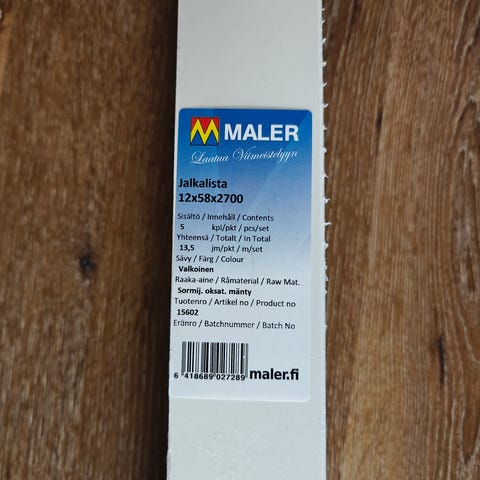 MALER
Laatua Viimeistelyyn
Jalkalista
12x58x2700
Sisältö / Innehåll / Contents
5 kpl/pkt / pcs/set
Yhteensä / Totalt / In Total
13,5 jm/pkt / m/set
Sävy / Färg / Colour
Valkoinen
Raaka-aine / Råmaterial / Raw Mat.
Sormij. oksat. mänty
Tuotenro / Artikel no / Product no
15602
Eränro / Batchnummer / Batch No
6 418689 027289 maler.fi